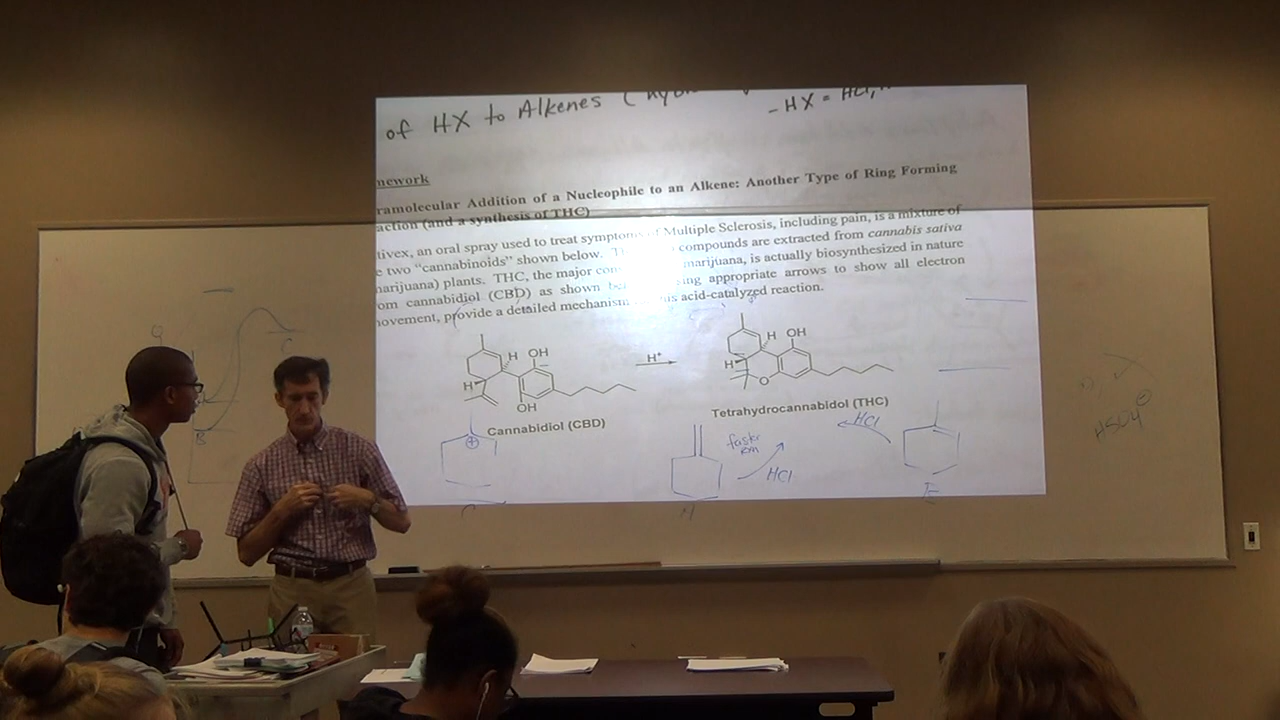 of HX to Alkenes
- HX = HCl,
nework
ramolecular Addition of a Nucleophile to an Alkene: Another Type of Ring Forming
action (and a synthesis of THC)
tivex, an oral spray used to treat symptoms of Multiple Sclerosis, including pain, is a mixture of
e two "cannabinoids" shown below. compounds are extracted from cannabis sativa
narijuana) plants. THC, the major marijuana, is actually biosynthesized in nature
om cannabidiol (CBD) as shown appropriate arrows to show all electron
novement, provide a detailed mechanism acid-catalyzed reaction.
H OH
H
OH
H+
H OH
H
O
Cannabidiol (CBD)
Tetrahydrocannabidol (THC)
+
faster
HCl
HCl
HSO4
C
B
M
E